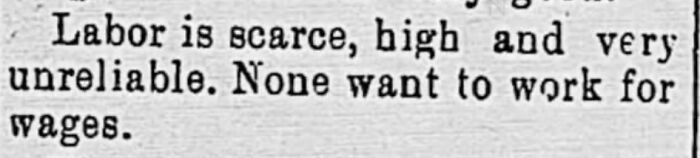 Labor is scarce, high and very
unreliable. None want to work for
wages.